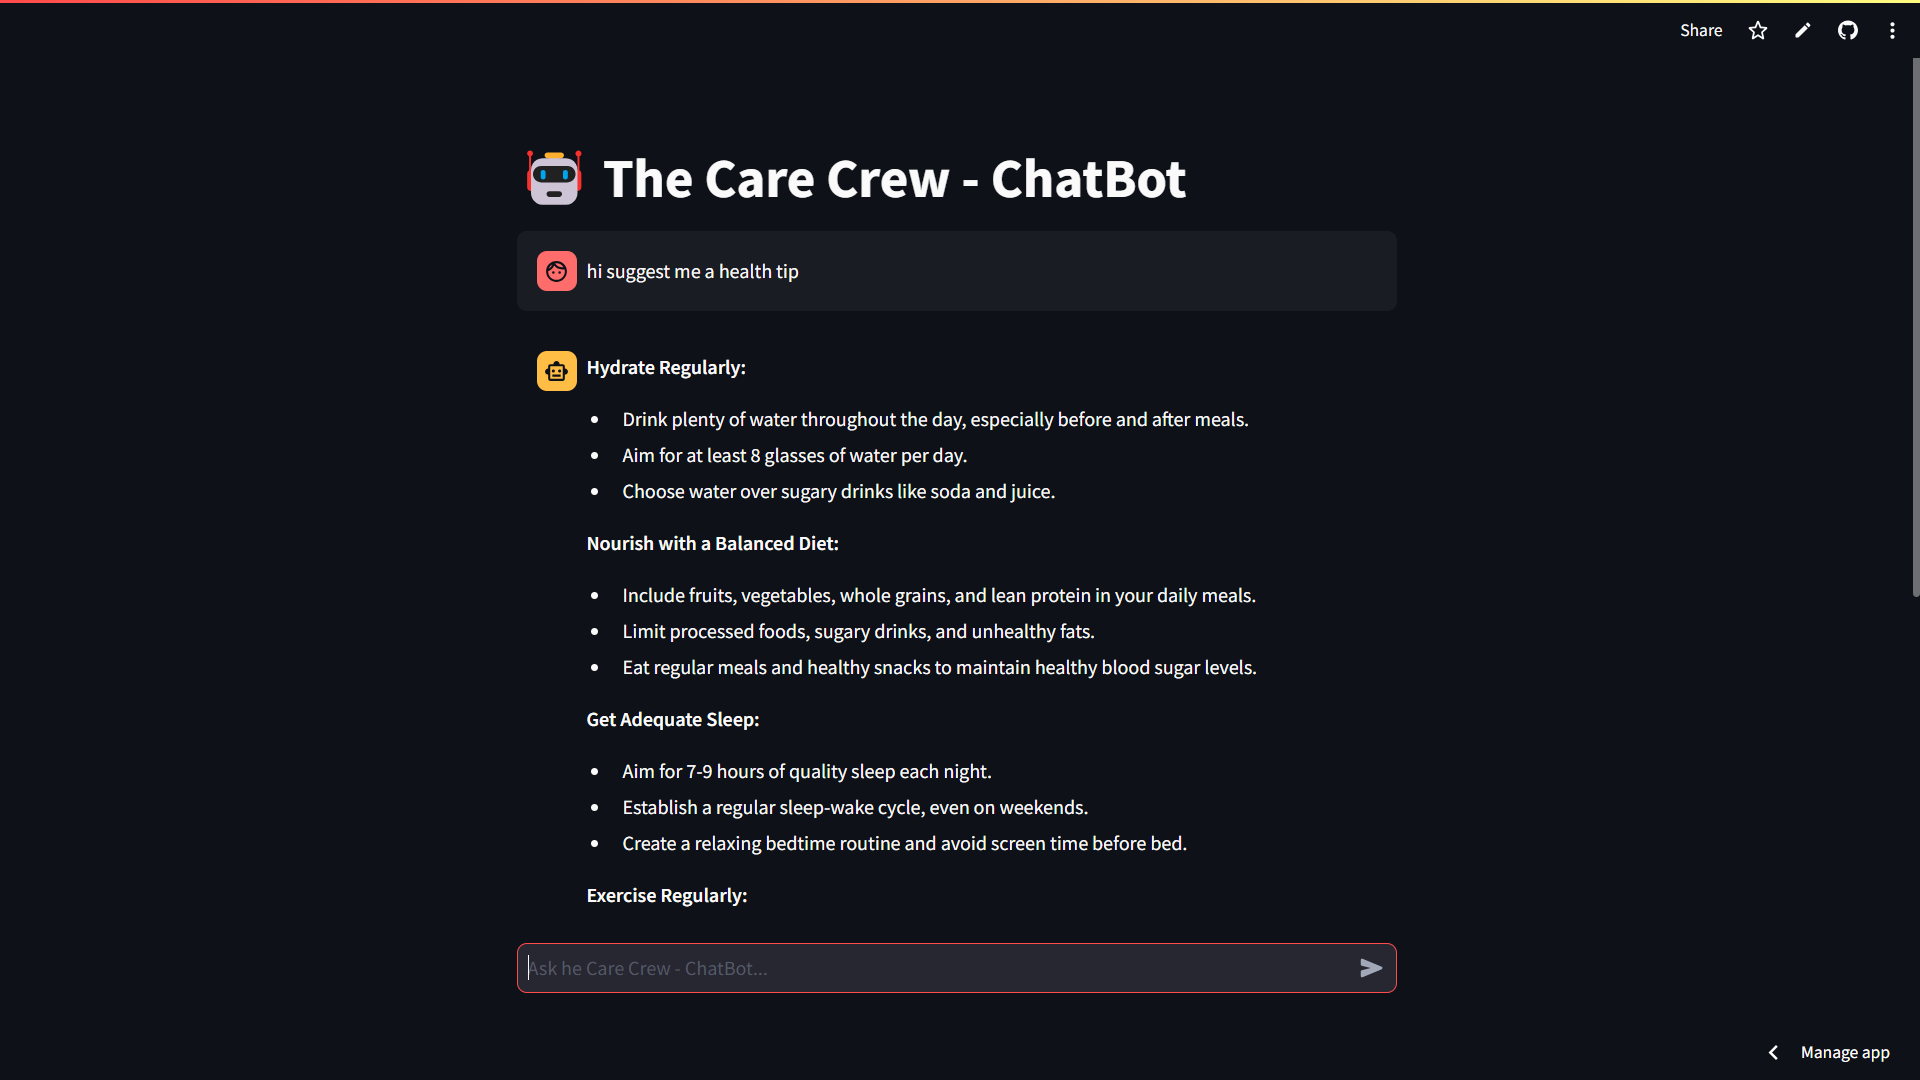 Share
The Care Crew - ChatBot
hi suggest me a health tip
Hydrate Regularly:
Drink plenty of water throughout the day, especially before and after meals.
Aim for at least 8 glasses of water per day.
Choose water over sugary drinks like soda and juice.
Nourish with a Balanced Diet:
Include fruits, vegetables, whole grains, and lean protein in your daily meals.
Limit processed foods, sugary drinks, and unhealthy fats.
Eat regular meals and healthy snacks to maintain healthy blood sugar levels.
Get Adequate Sleep:
Aim for 7-9 hours of quality sleep each night.
Establish a regular sleep-wake cycle, even on weekends.
Create a relaxing bedtime routine and avoid screen time before bed.
Exercise Regularly:
Ask he Care Crew - ChatBot...
Manage app